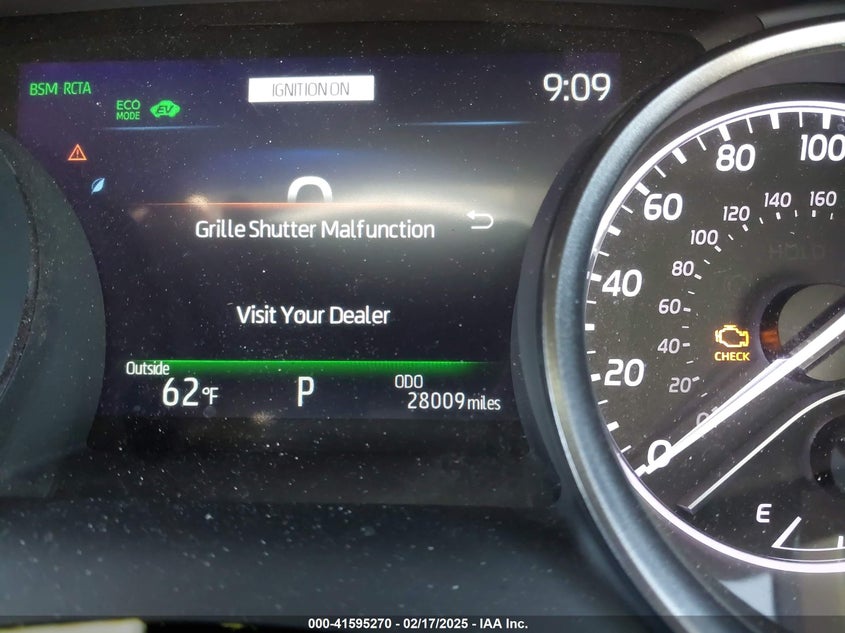 BSM RCTA
IGNITION ON
9:09
ECO
MODE
EV
Grille Shutter Malfunction
Visit Your Dealer
Outside
62°F
P
ODO
28009 miles
100
80
60
40
20
0
160
140
120
100
80
60
40
20
HOLD
CHECK
E
000-41595270 - 02/17/2025 - IAA Inc.